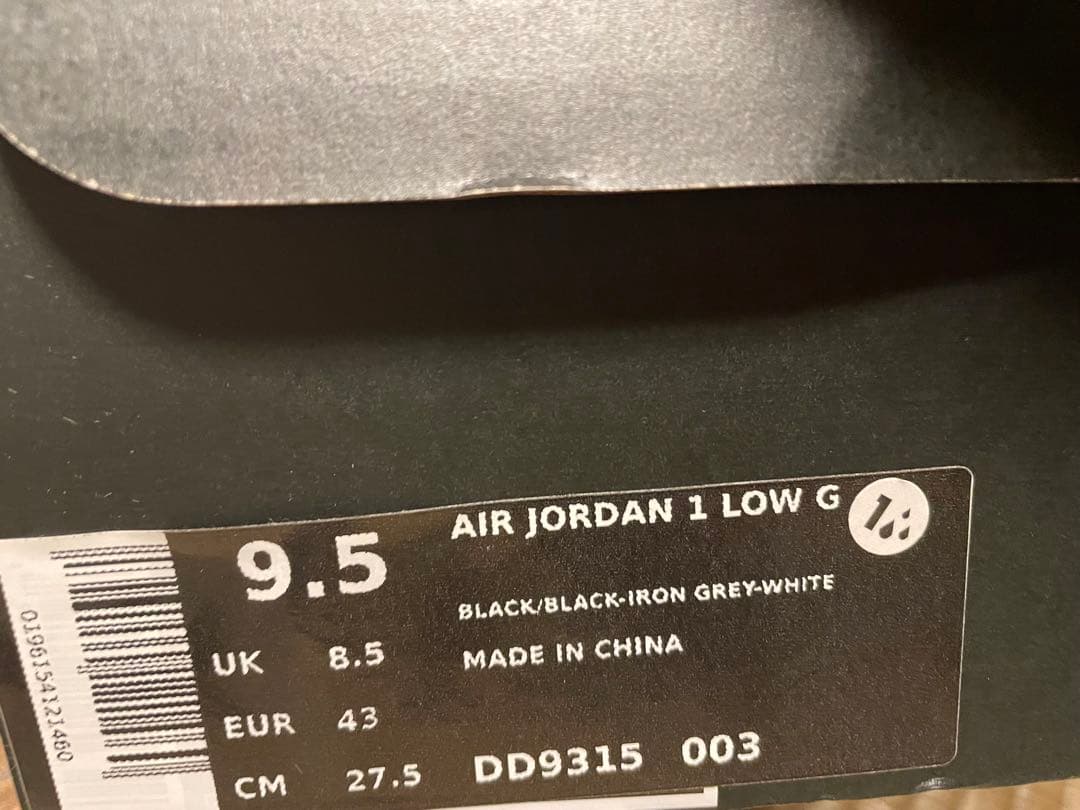 AIR JORDAN 1 LOW G
9.5
BLACK/BLACK-IRON GREY-WHITE
UK 8.5
MADE IN CHINA
EUR 43
CM 27.5
DD9315 003
0196154121460